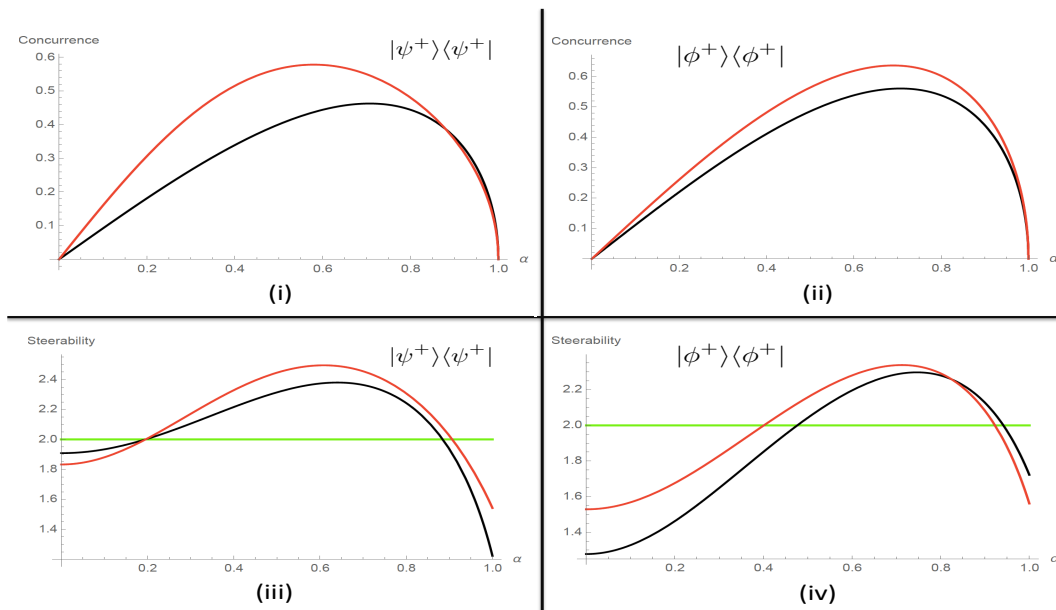 Concurrence
|ψ⁺⟩⟨ψ⁺|
0.6
0.5
0.4
0.3
0.2
0.1
0.2 0.4 0.6 0.8 1.0 α
(i)
Concurrence
|ϕ⁺⟩⟨ϕ⁺|
0.6
0.5
0.4
0.3
0.2
0.1
0.2 0.4 0.6 0.8 1.0 α
(ii)
Steerability
|ψ⁺⟩⟨ψ⁺|
2.4
2.2
2.0
1.8
1.6
1.4
0.2 0.4 0.6 0.8 1.0 α
(iii)
Steerability
|ϕ⁺⟩⟨ϕ⁺|
2.2
2.0
1.8
1.6
1.4
0.2 0.4 0.6 0.8 1.0
(iv)